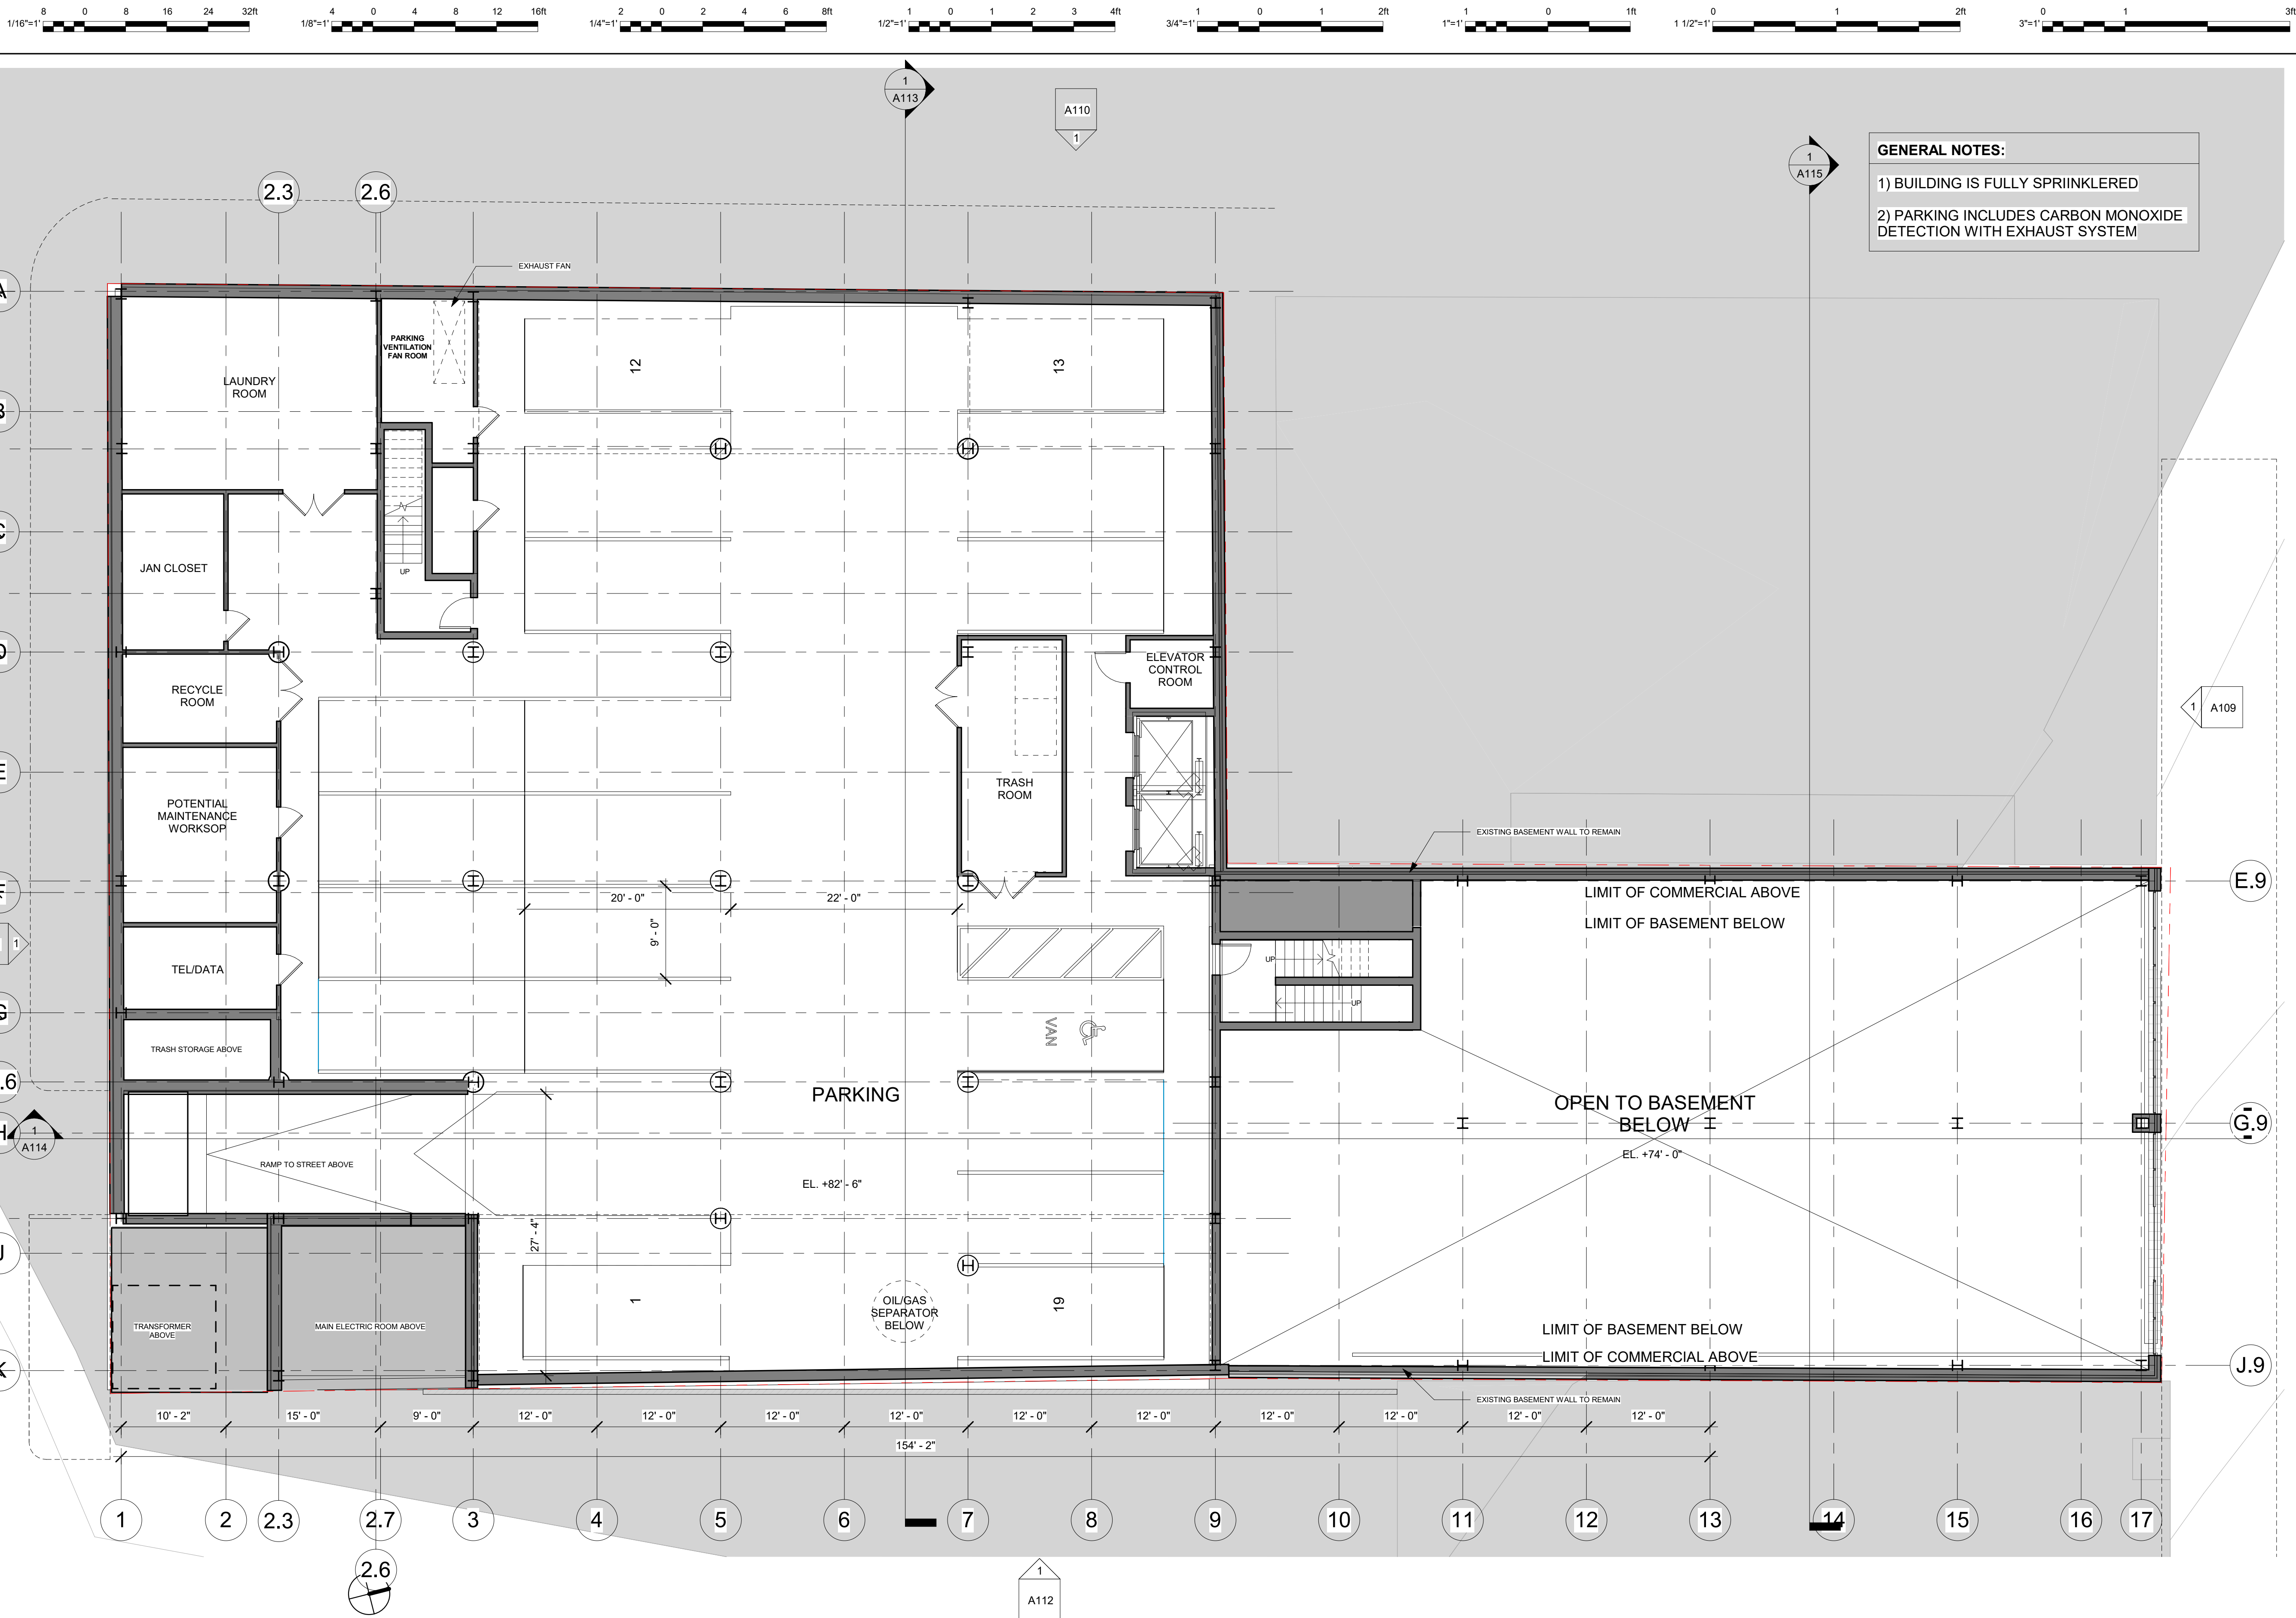 8 0 8 16 24 32ft
1/16"=1'
4 0 4 8 12 16ft
1/8"=1'
2 0 2 4 6 8ft
1/4"=1'
1 0 1 2 3 4ft
1/2"=1'
1 0 1 2ft
3/4"=1'
1 0 1ft
1"=1'
0 1 2ft
1 1/2"=1'
0 1 3ft
3"=1'
1
A113
A110
1
1
A115
GENERAL NOTES:
1) BUILDING IS FULLY SPRIINKLERED
2) PARKING INCLUDES CARBON MONOXIDE
DETECTION WITH EXHAUST SYSTEM
2.3
2.6
EXHAUST FAN
A
PARKING
VENTILATION
FAN ROOM
12
13
LAUNDRY
ROOM
B
C
JAN CLOSET
UP
D
ELEVATOR
CONTROL
ROOM
RECYCLE
ROOM
1
A109
E
TRASH
ROOM
POTENTIAL
MAINTENANCE
WORKSOP
EXISTING BASEMENT WALL TO REMAIN
F
E.9
LIMIT OF COMMERCIAL ABOVE
20' - 0"
22' - 0"
9' - 0"
LIMIT OF BASEMENT BELOW
1
UP
TEL/DATA
UP
G
VAN
TRASH STORAGE ABOVE
.6
PARKING
OPEN TO BASEMENT
BELOW
G.9
H
1
A114
EL. +74' - 0"
RAMP TO STREET ABOVE
EL. +82' - 6"
27' - 4"
J
1
OIL/GAS
SEPARATOR
BELOW
19
TRANSFORMER
ABOVE
MAIN ELECTRIC ROOM ABOVE
LIMIT OF BASEMENT BELOW
LIMIT OF COMMERCIAL ABOVE
K
J.9
EXISTING BASEMENT WALL TO REMAIN
10' - 2"
15' - 0"
9' - 0"
12' - 0"
12' - 0"
12' - 0"
12' - 0"
12' - 0"
12' - 0"
12' - 0"
12' - 0"
12' - 0"
12' - 0"
154' - 2"
1
2
2.3
2.7
3
4
5
6
7
8
9
10
11
12
13
14
15
16
17
2.6
1
A112